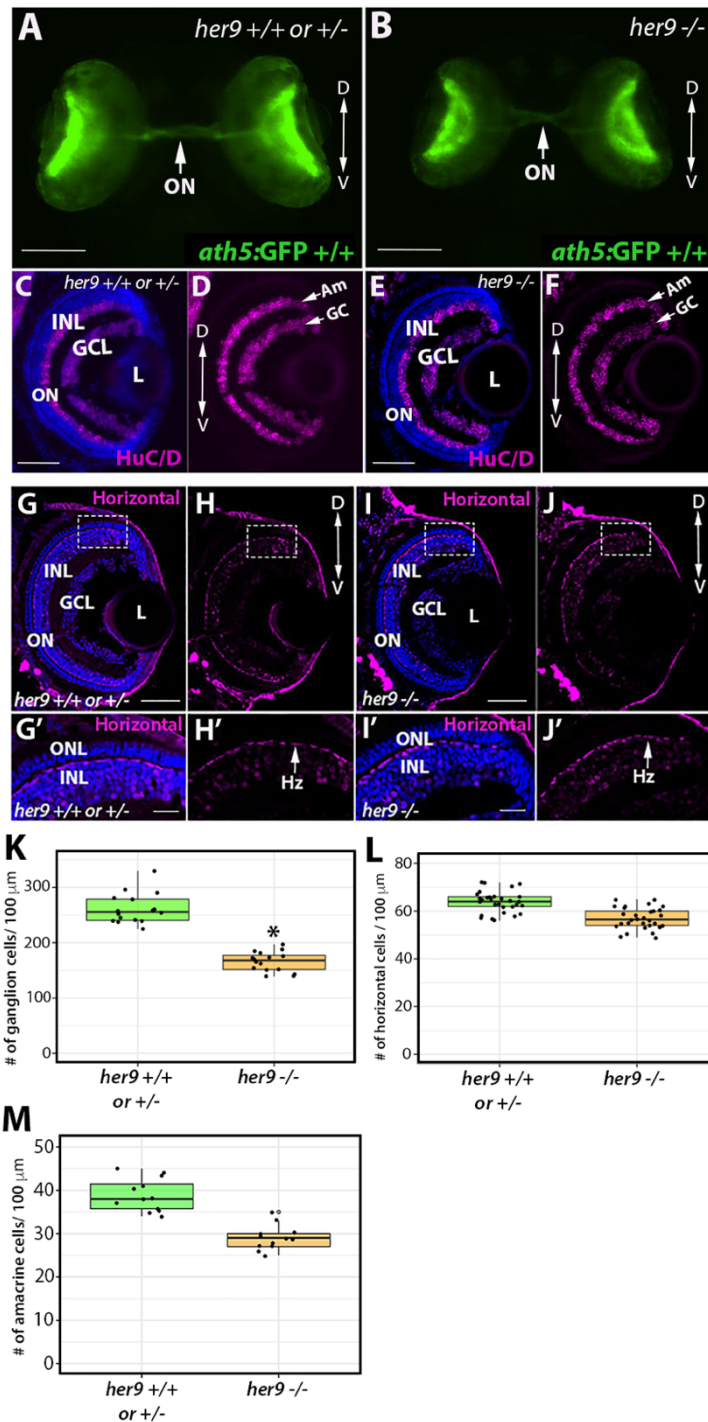 A
her9 +/+ or +/-
B
her9 -/-
D
V
D
V
ON
ON
ath5:GFP +/+
ath5:GFP +/+
C
her9 +/+ or +/-
D
E
her9 -/-
F
Am
GC
Am
GC
INL
GCL
ON
L
D
V
INL
GCL
ON
L
D
V
HuC/D
HuC/D
G
Horizontal
H
I
Horizontal
J
D
V
D
V
INL
GCL
ON
L
INL
GCL
ON
L
her9 +/+ or +/-
her9 -/-
G'
Horizontal
H'
I'
Horizontal
J'
ONL
INL
Hz
ONL
INL
Hz
her9 +/+ or +/-
her9 -/-
K
# of ganglion cells/ 100 μm
300
200
100
0
*
her9 +/+
or +/-
her9 -/-
L
# of horizontal cells / 100 μm
80
60
40
20
0
her9 +/+
or +/-
her9 -/-
M
# of amacrine cells/ 100 μm
50
40
30
20
10
0
her9 +/+
or +/-
her9 -/-